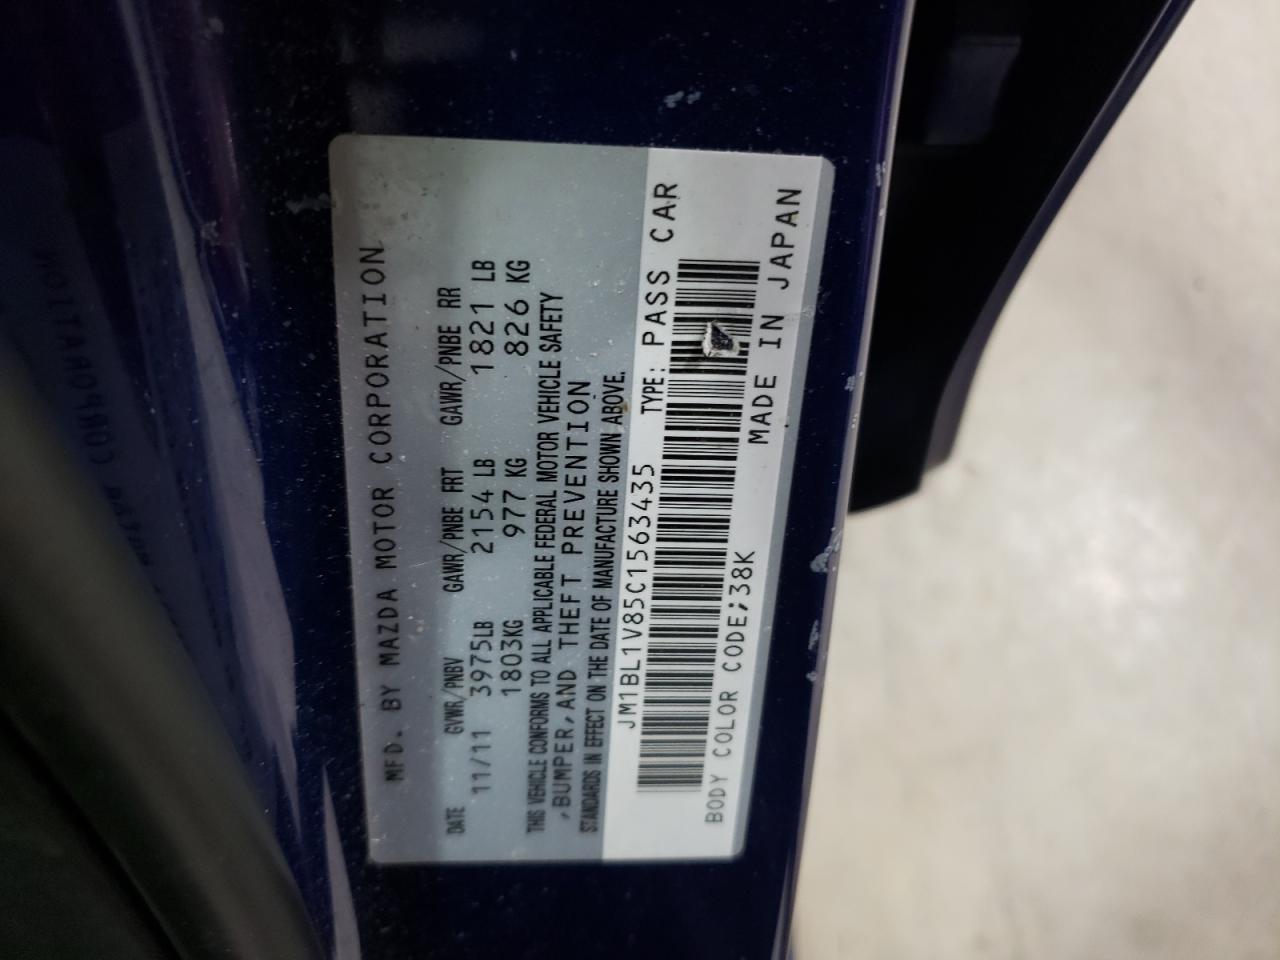 MFD. BY MAZDA MOTOR CORPORATION
DATE GVWR/PNBV GAWR/PNBE FRT GAWR/PNBE RR
11/11 3975LB 2154 LB 1821 LB
1803KG 977 KG 826 KG
THIS VEHICLE CONFORMS TO ALL APPLICABLE FEDERAL MOTOR VEHICLE SAFETY
,BUMPER,AND THEFT PREVENTION
STANDARDS IN EFFECT ON THE DATE OF MANUFACTURE SHOWN ABOVE.
JM1BL1V85C1563435 TYPE: PASS CAR
BODY COLOR CODE;38K MADE IN JAPAN